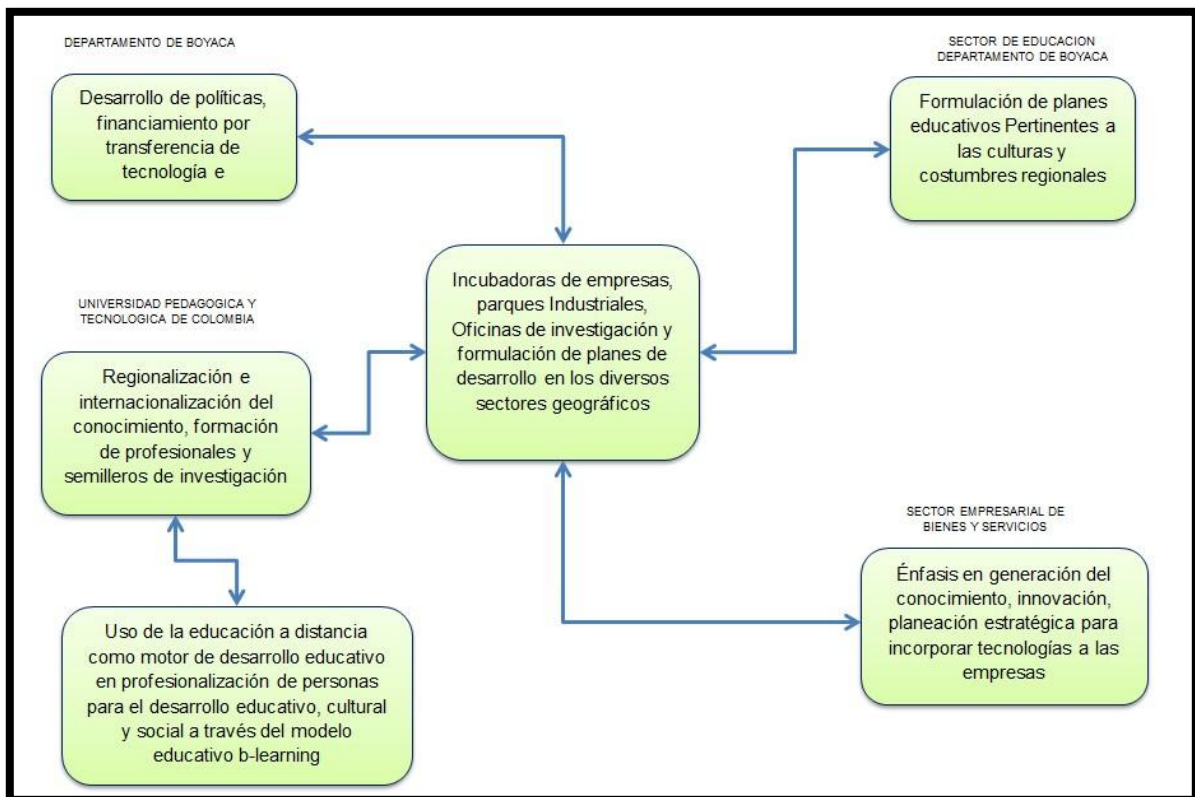 DEPARTAMENTO DE BOYACA
Desarrollo de políticas,
financiamiento por
transferencia de
tecnología e
SECTOR DE EDUCACION
DEPARTAMENTO DE BOYACA
Formulación de planes
educativos Pertinentes a
las culturas y
costumbres regionales
Incubadoras de empresas,
parques Industriales,
Oficinas de investigación y
formulación de planes de
desarrollo en los diversos
sectores geográficos
UNIVERSIDAD PEDAGOGICA Y
TECNOLOGICA DE COLOMBIA
Regionalización e
internacionalización del
conocimiento, formación
de profesionales y
semilleros de investigación
SECTOR EMPRESARIAL DE
BIENES Y SERVICIOS
Énfasis en generación del
conocimiento, innovación,
planeación estratégica para
incorporar tecnologías a las
empresas
Uso de la educación a distancia
como motor de desarrollo educativo
en profesionalización de personas
para el desarrollo educativo, cultural
y social a través del modelo
educativo b-learning